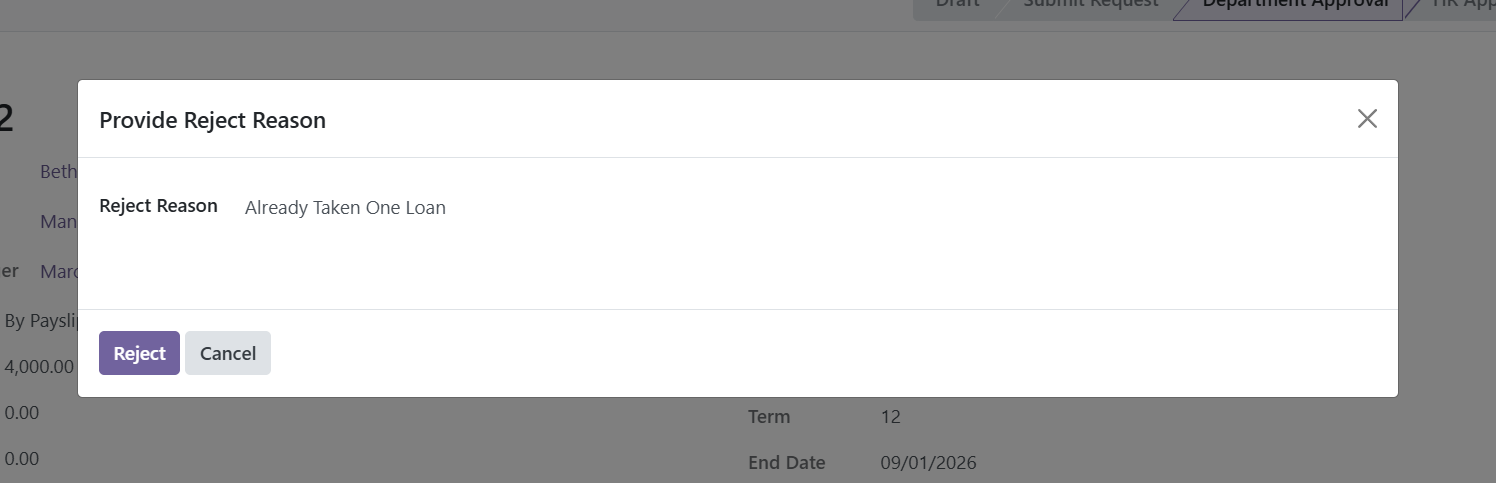 Draft Submit Request Department Approval HR App
2
Provide Reject Reason
Beth
Reject Reason Already Taken One Loan
Man
er Marc
By Payslip
4,000.00
Reject Cancel
0.00
Term 12
0.00
End Date 09/01/2026